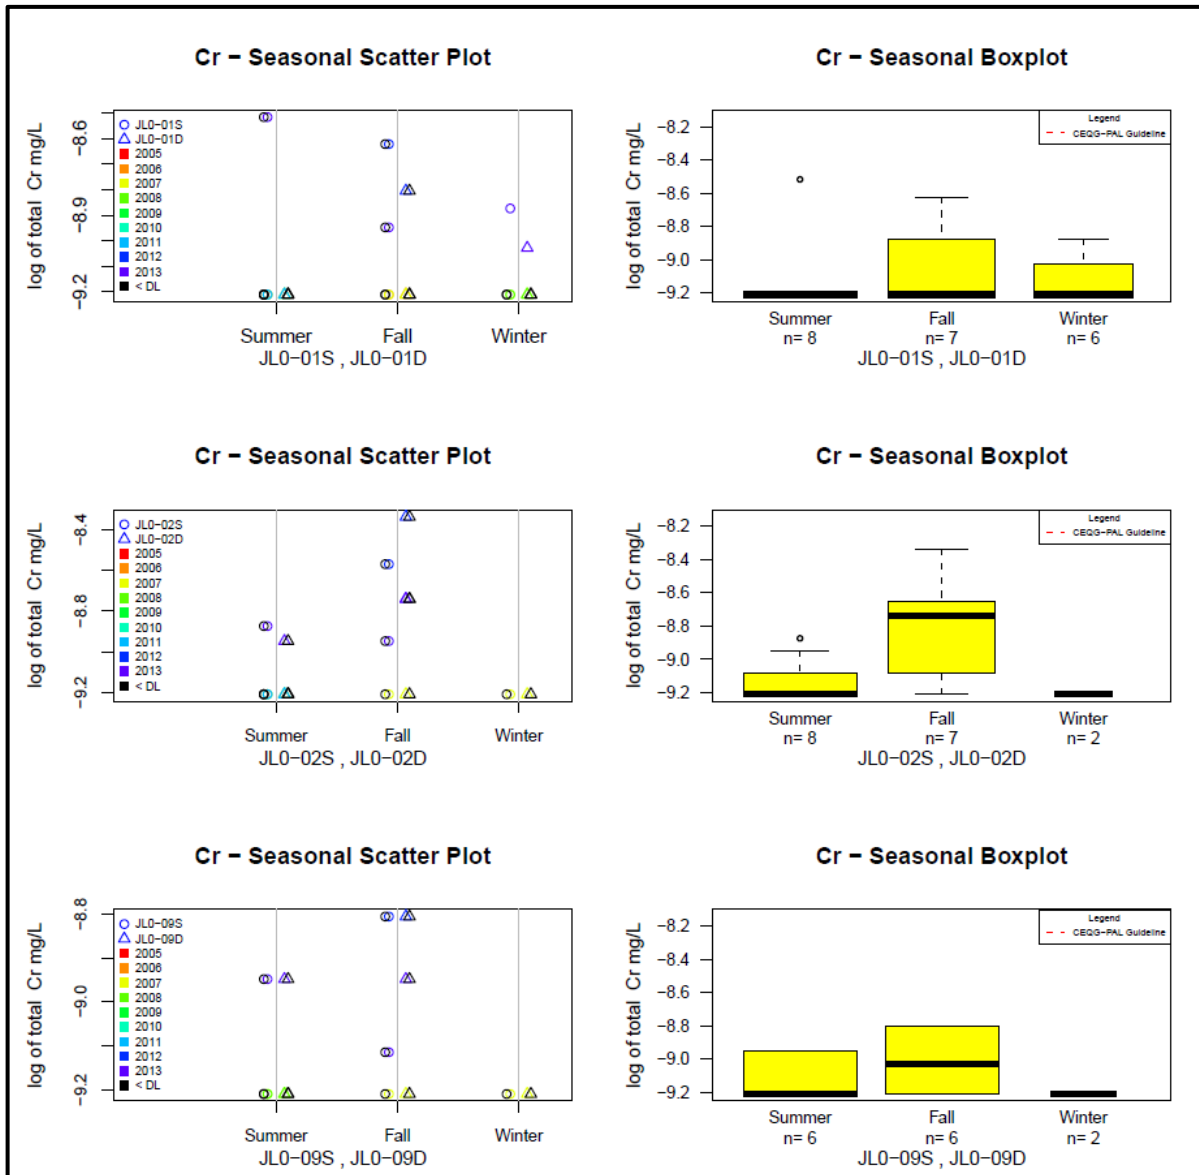 Cr − Seasonal Scatter Plot
log of total Cr mg/L
−8.6
−8.9
−9.2
JL0−01S
JL0−01D
2005
2006
2007
2008
2009
2010
2011
2012
2013
< DL
Summer Fall Winter
JL0−01S , JL0−01D
Cr − Seasonal Boxplot
log of total Cr mg/L
−8.2
−8.4
−8.6
−8.8
−9.0
−9.2
Legend
CEQG−PAL Guideline
Summer Fall Winter
n= 8 n= 7 n= 6
JL0−01S , JL0−01D
Cr − Seasonal Scatter Plot
log of total Cr mg/L
−8.4
−8.8
−9.2
JL0−02S
JL0−02D
2005
2006
2007
2008
2009
2010
2011
2012
2013
< DL
Summer Fall Winter
JL0−02S , JL0−02D
Cr − Seasonal Boxplot
log of total Cr mg/L
−8.2
−8.4
−8.6
−8.8
−9.0
−9.2
Legend
CEQG−PAL Guideline
Summer Fall Winter
n= 8 n= 7 n= 2
JL0−02S , JL0−02D
Cr − Seasonal Scatter Plot
log of total Cr mg/L
−8.8
−9.0
−9.2
JL0−09S
JL0−09D
2005
2006
2007
2008
2009
2010
2011
2012
2013
< DL
Summer Fall Winter
JL0−09S , JL0−09D
Cr − Seasonal Boxplot
log of total Cr mg/L
−8.2
−8.4
−8.6
−8.8
−9.0
−9.2
Legend
CEQG−PAL Guideline
Summer Fall Winter
n= 6 n= 6 n= 2
JL0−09S , JL0−09D